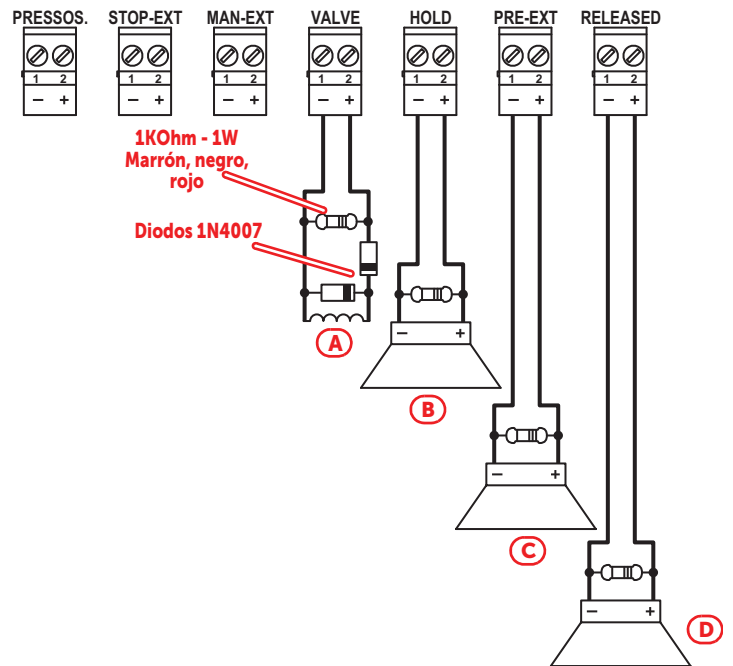 PRESSOS. STOP-EXT MAN-EXT VALVE HOLD PRE-EXT RELEASED
1 2 1 2 1 2 1 2 1 2 1 2 1 2
– + – + – + – + – + – + – +
1KOhm - 1W
Marrón, negro,
rojo
Diodos 1N4007
A
– +
B
– +
C
– +
D